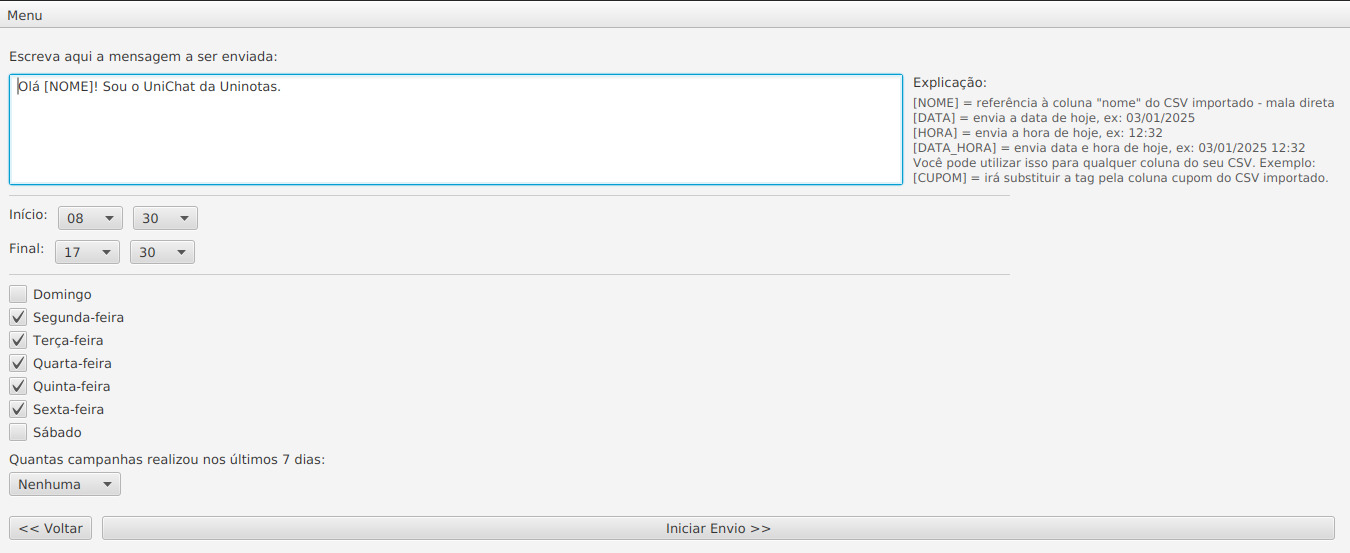 Menu
Escreva aqui a mensagem a ser enviada:
Olá [NOME]! Sou o UniChat da Uninotas.
Explicação:
[NOME] = referência à coluna "nome" do CSV importado - mala direta
[DATA] = envia a data de hoje, ex: 03/01/2025
[HORA] = envia a hora de hoje, ex: 12:32
[DATA_HORA] = envia data e hora de hoje, ex: 03/01/2025 12:32
Você pode utilizar isso para qualquer coluna do seu CSV. Exemplo:
[CUPOM] = irá substituir a tag pela coluna cupom do CSV importado.
Início: 08 30
Final: 17 30
Domingo
Segunda-feira
Terça-feira
Quarta-feira
Quinta-feira
Sexta-feira
Sábado
Quantas campanhas realizou nos últimos 7 dias:
Nenhuma
<< Voltar Iniciar Envio >>